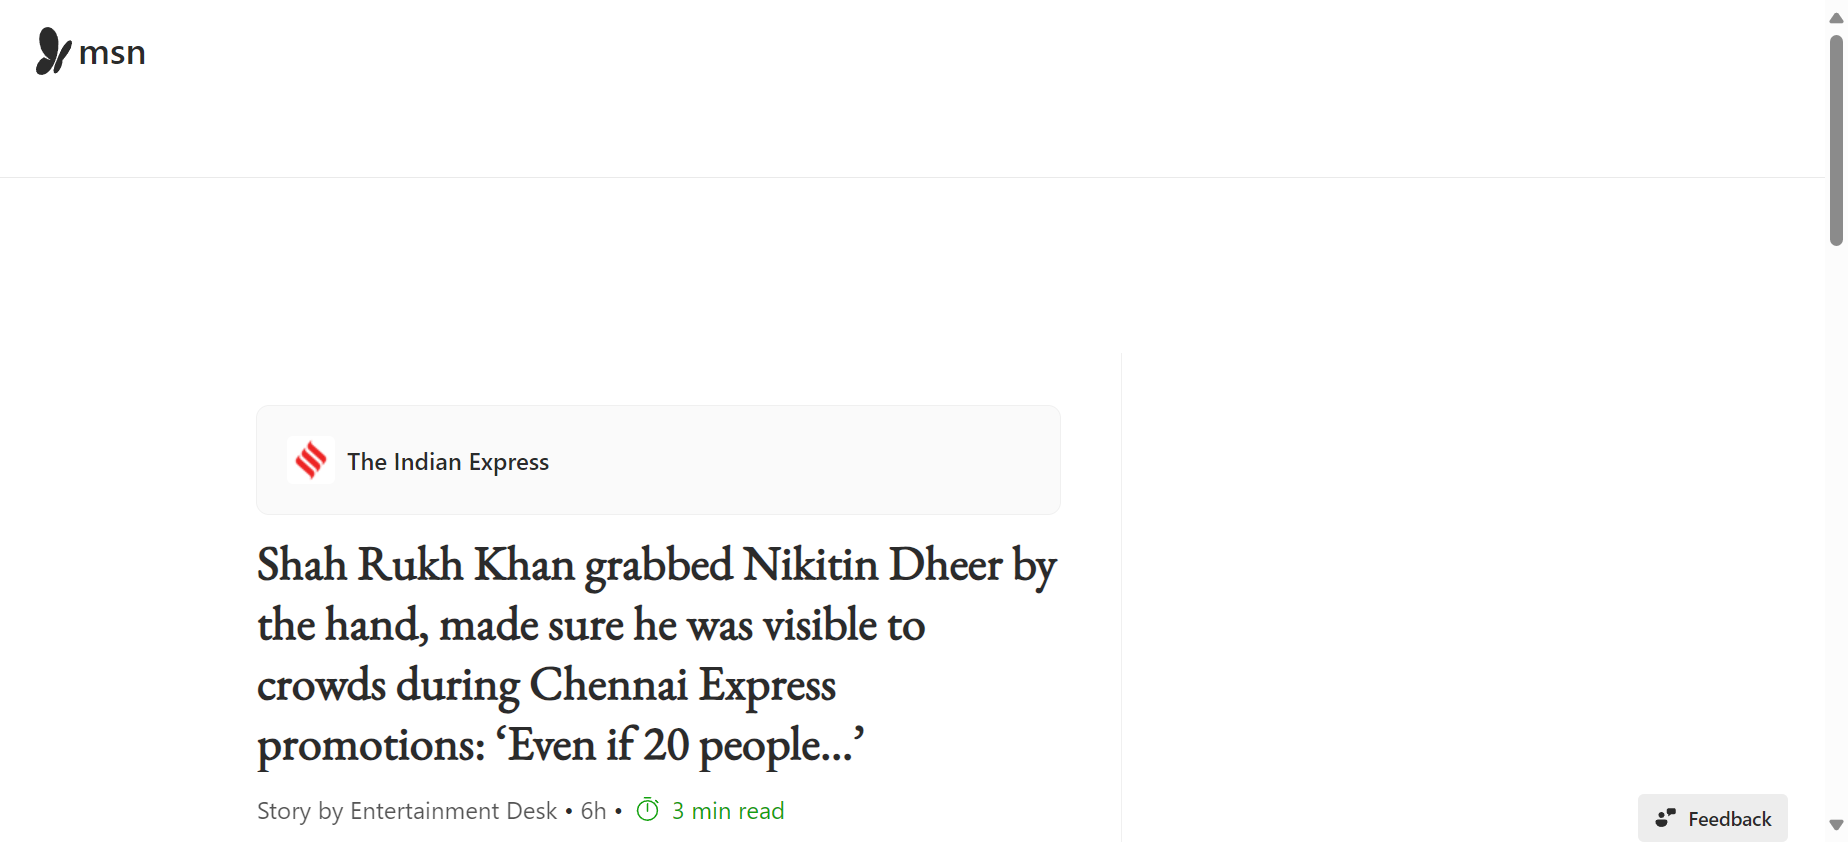 msn
The Indian Express
Shah Rukh Khan grabbed Nikitin Dheer by
the hand, made sure he was visible to
crowds during Chennai Express
promotions: ‘Even if 20 people...’
Story by Entertainment Desk • 6h • 3 min read
Feedback